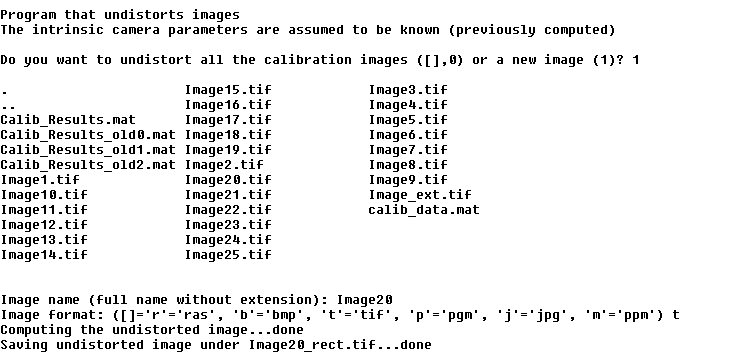 Program that undistorts images
The intrinsic camera parameters are assumed to be known (previously computed)
Do you want to undistort all the calibration images ([],0) or a new image (1)? 1
. Image15.tif Image3.tif
.. Image16.tif Image4.tif
Calib_Results.mat Image17.tif Image5.tif
Calib_Results_old0.mat Image18.tif Image6.tif
Calib_Results_old1.mat Image19.tif Image7.tif
Calib_Results_old2.mat Image2.tif Image8.tif
Image1.tif Image20.tif Image9.tif
Image10.tif Image21.tif Image_ext.tif
Image11.tif Image22.tif calib_data.mat
Image12.tif Image23.tif
Image13.tif Image24.tif
Image14.tif Image25.tif
Image name (full name without extension): Image20
Image format: ([]='r'='ras', 'b'='bmp', 't'='tif', 'p'='pgm', 'j'='jpg', 'm'='ppm') t
Computing the undistorted image...done
Saving undistorted image under Image20_rect.tif...done